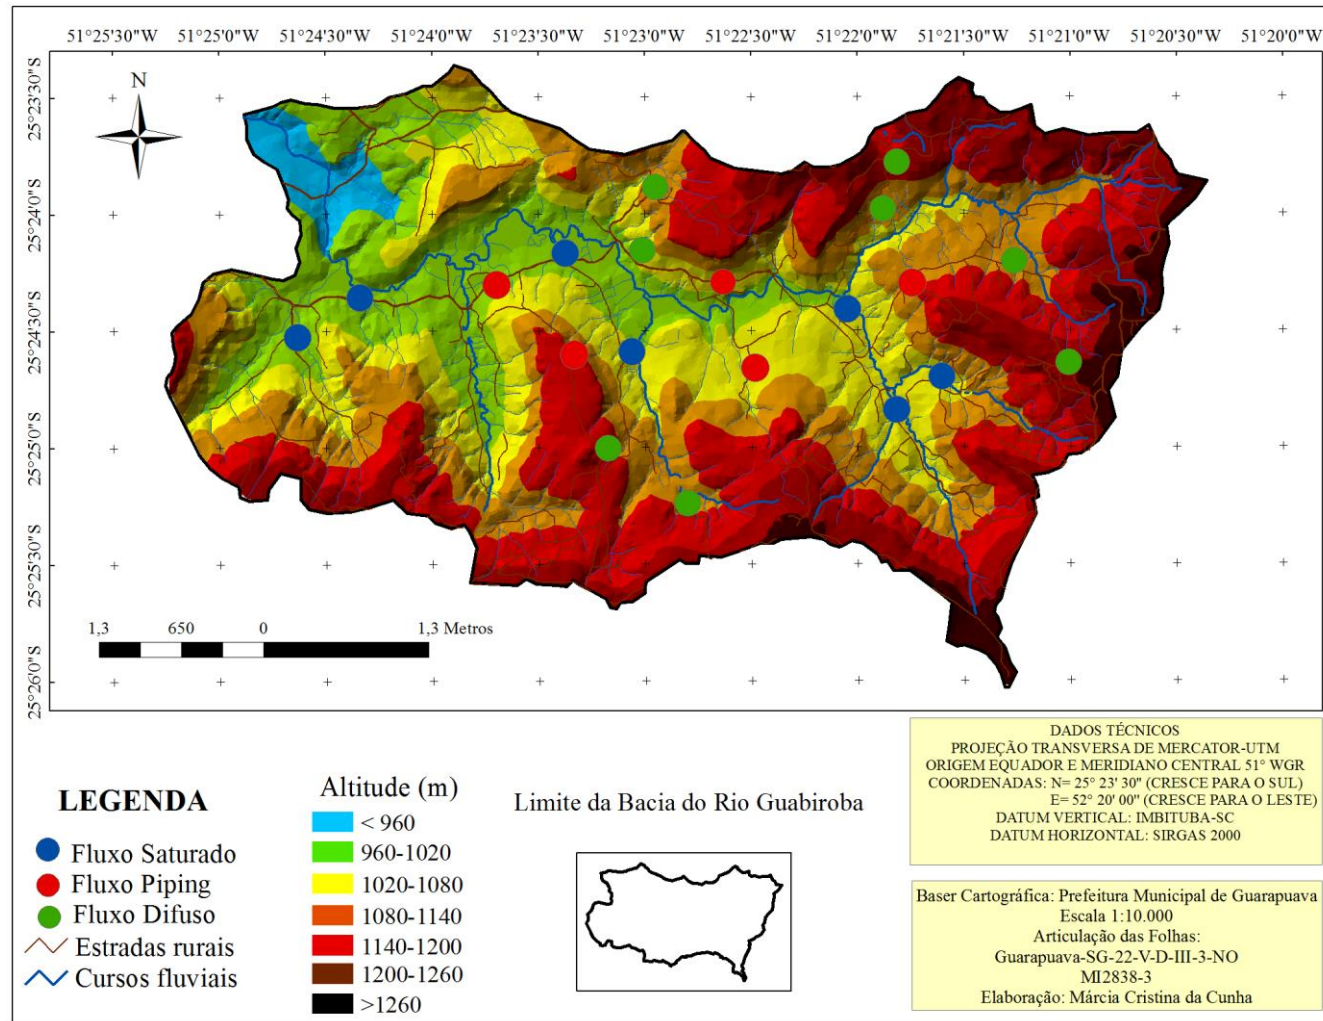 51°25'30"W 51°25'0"W 51°24'30"W 51°24'0"W 51°23'30"W 51°23'0"W 51°22'30"W 51°22'0"W 51°21'30"W 51°21'0"W 51°20'30"W 51°20'0"W
25°23'30"S
25°24'0"S
25°24'30"S
25°25'0"S
25°25'30"S
25°26'0"S
N
1,3 650 0 1,3 Metros
LEGENDA
Fluxo Saturado
Fluxo Piping
Fluxo Difuso
Estradas rurais
Cursos fluviais
Altitude (m)
< 960
960-1020
1020-1080
1080-1140
1140-1200
1200-1260
>1260
Limite da Bacia do Rio Guabiroba
DADOS TÉCNICOS
PROJEÇÃO TRANSVERSA DE MERCATOR-UTM
ORIGEM EQUADOR E MERIDIANO CENTRAL 51° WGR
COORDENADAS: N= 25° 23' 30" (CRESCE PARA O SUL)
E= 52° 20' 00" (CRESCE PARA O LESTE)
DATUM VERTICAL: IMBITUBA-SC
DATUM HORIZONTAL: SIRGAS 2000
Baser Cartográfica: Prefeitura Municipal de Guarapuava
Escala 1:10.000
Articulação das Folhas:
Guarapuava-SG-22-V-D-III-3-NO
MI2838-3
Elaboração: Márcia Cristina da Cunha